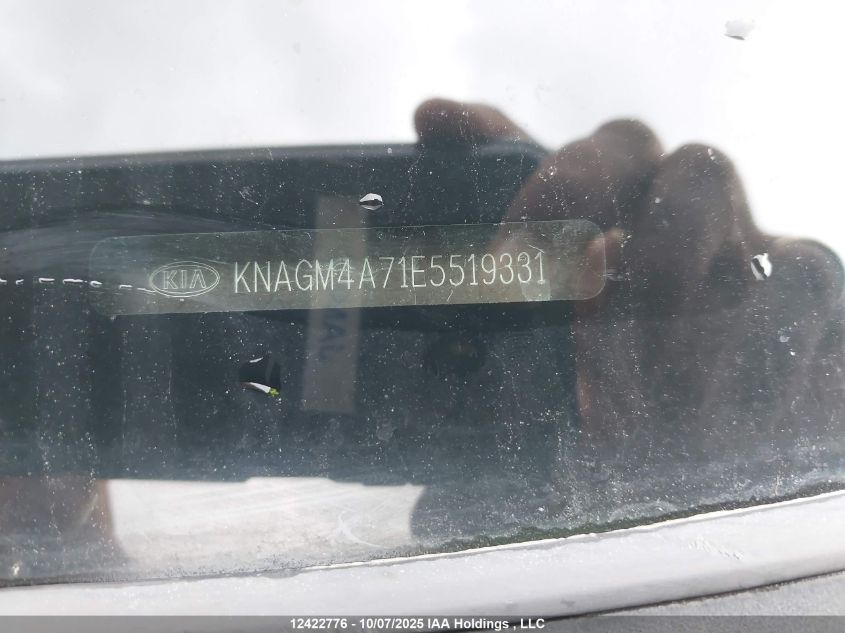 KIA KNAGM4A71E5519331
12422776 - 10/07/2025 IAA Holdings , LLC